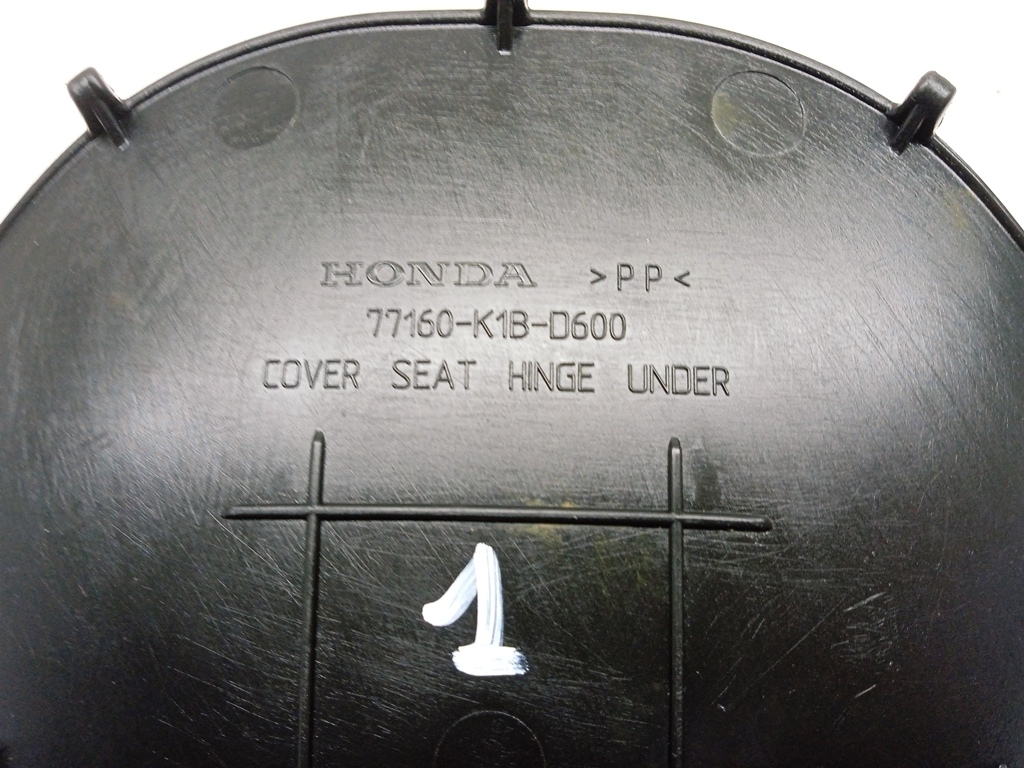 HONDA >PP<
77160-K1B-D600
COVER SEAT HINGE UNDER
1